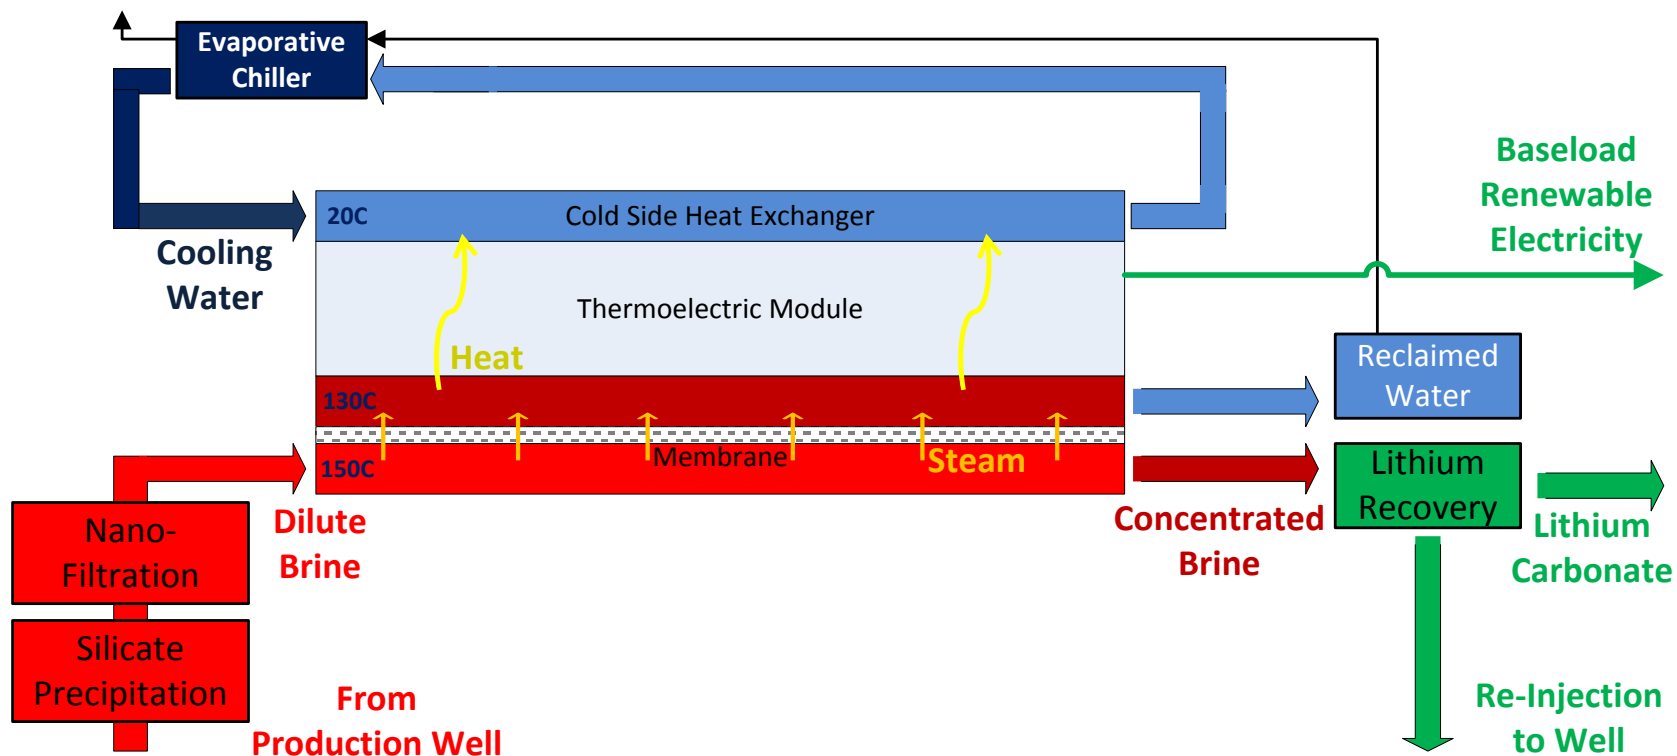 Evaporative
Chiller
Baseload
Renewable
Electricity
20C
Cold Side Heat Exchanger
Cooling
Water
Thermoelectric Module
Heat
Reclaimed
Water
130C
Membrane
Steam
150C
Lithium
Recovery
Dilute
Brine
Concentrated
Brine
Lithium
Carbonate
Nano-
Filtration
Silicate
Precipitation
From
Production Well
Re-Injection
to Well